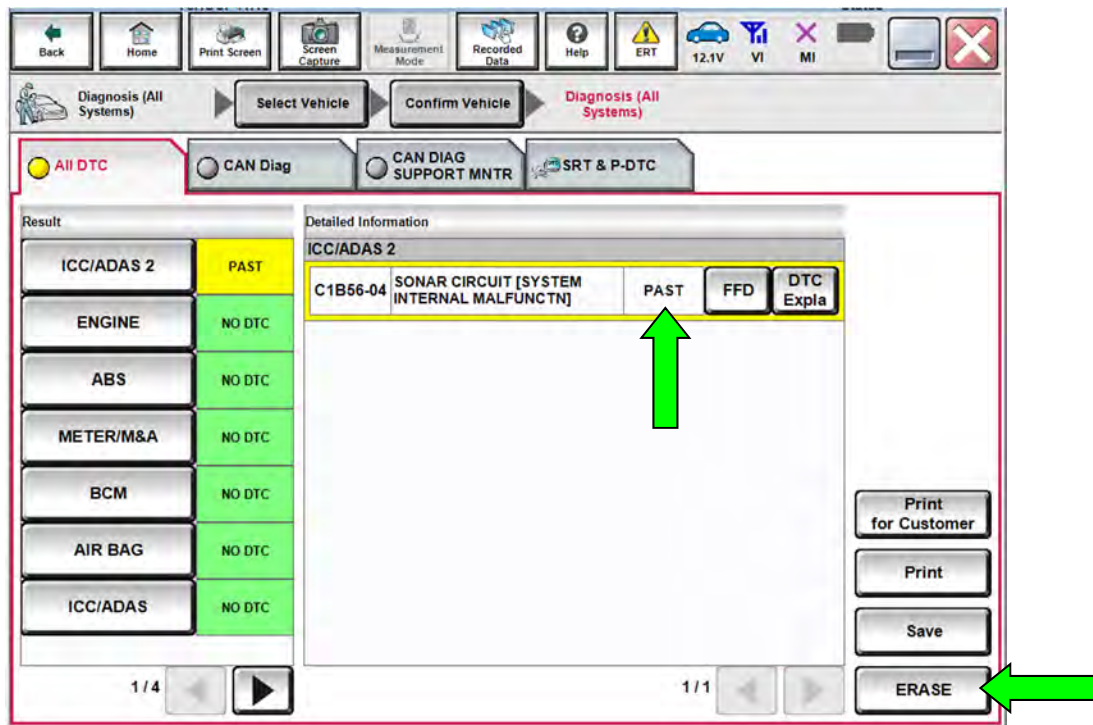 Back
Home
Print Screen
Screen
Capture
Measurement
Mode
Recorded
Data
Help
ERT
12.1V
VI
MI
Diagnosis (All
Systems)
Select Vehicle
Confirm Vehicle
Diagnosis (All
Systems)
All DTC
CAN Diag
CAN DIAG
SUPPORT MNTR
SRT & P-DTC
Result
ICC/ADAS 2 PAST
ENGINE NO DTC
ABS NO DTC
METER/M&A NO DTC
BCM NO DTC
AIR BAG NO DTC
ICC/ADAS NO DTC
1/4
Detailed Information
ICC/ADAS 2
C1B56-04
SONAR CIRCUIT [SYSTEM
INTERNAL MALFUNCTN]
PAST
FFD
DTC
Expla
1/1
Print
for Customer
Print
Save
ERASE